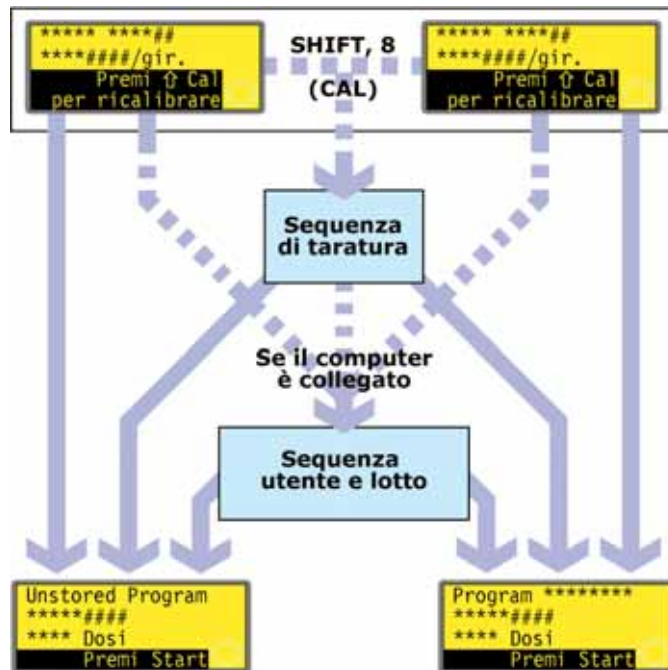 ***** ****##
****####/gir.
Premi ⇧ Cal
per ricalibrare
SHIFT, 8
(CAL)
***** ****##
****####/gir.
Premi ⇧ Cal
per ricalibrare
Sequenza
di taratura
Se il computer
è collegato
Sequenza
utente e lotto
Unstored Program
*****####
**** Dosi
Premi Start
Program ********
*****####
**** Dosi
Premi Start